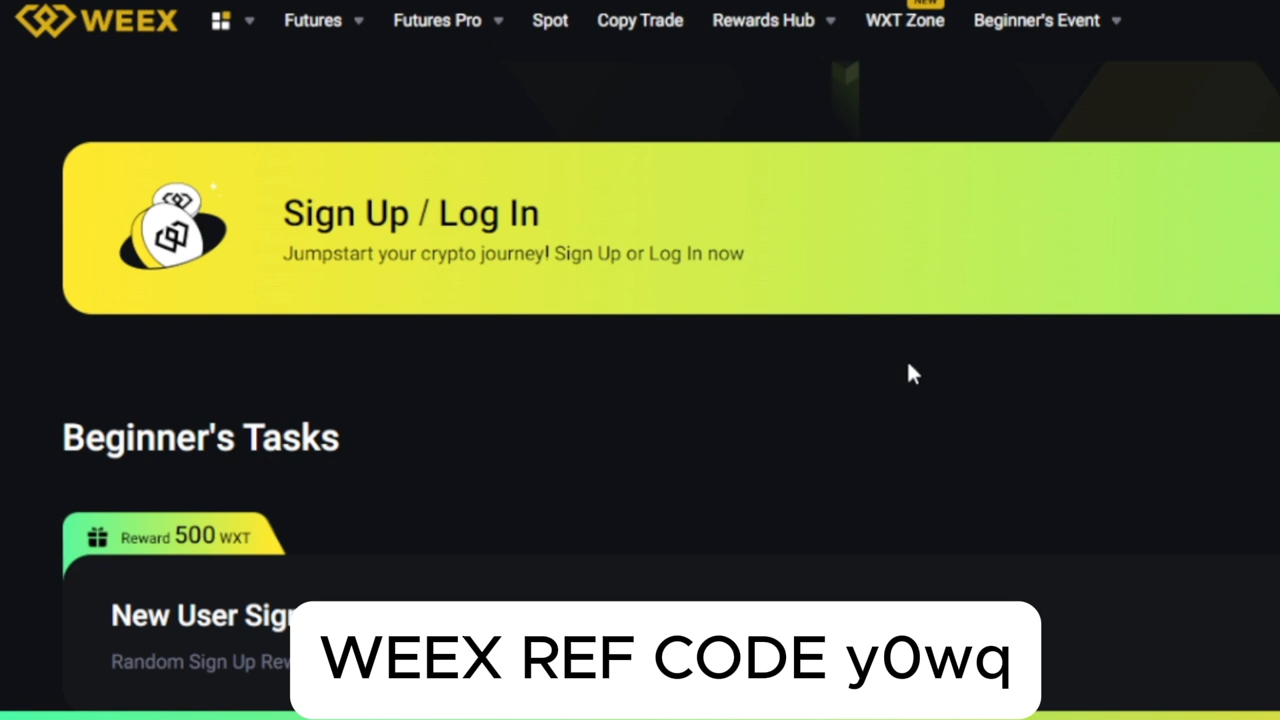 WEEX Futures Futures Pro Spot Copy Trade Rewards Hub WXT Zone NEW Beginner's Event
Sign Up / Log In
Jumpstart your crypto journey! Sign Up or Log In now
Beginner's Tasks
Reward 500 WXT
New User Sig
Random Sign Up Rew
WEEX REF CODE y0wq